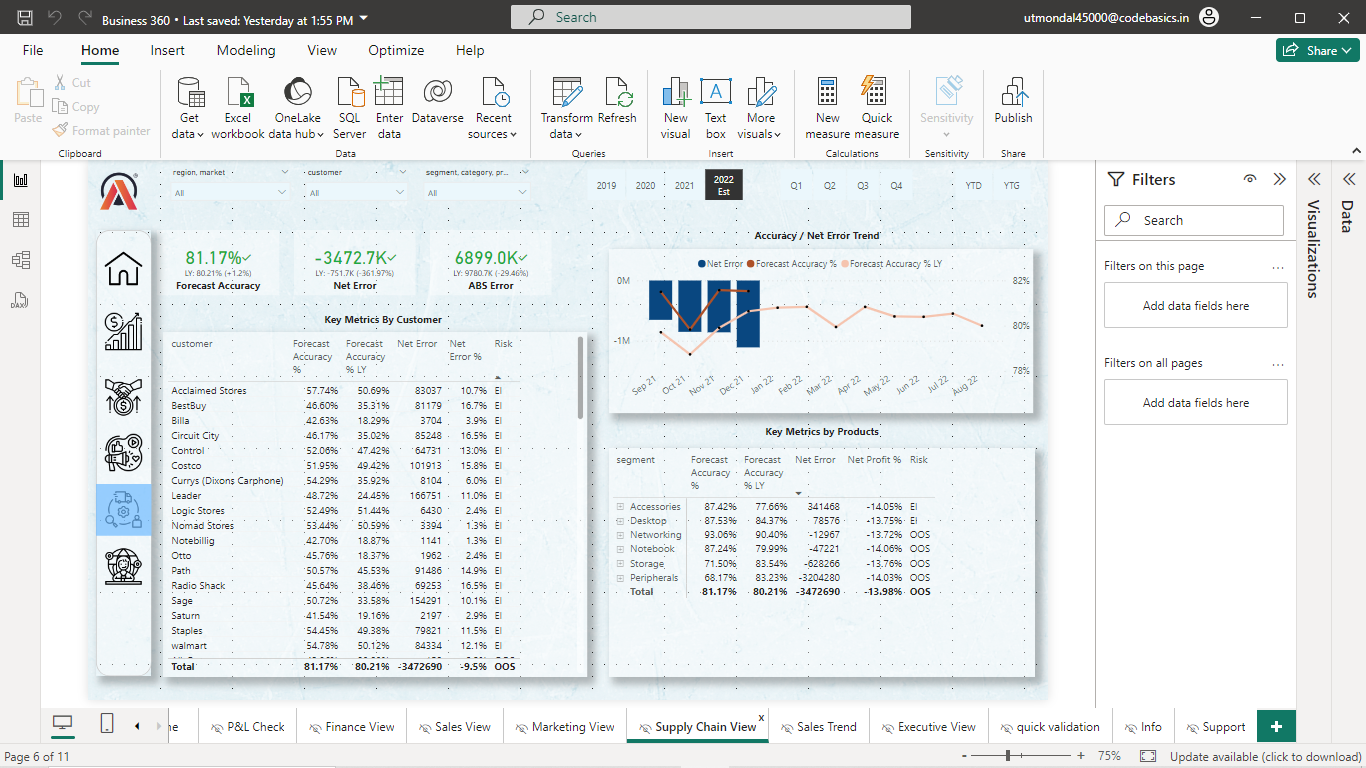 Business 360 • Last saved: Yesterday at 1:55 PM
Search
utmondal45000@codebasics.in
File Home Insert Modeling View Optimize Help
Share
Paste
Cut
Copy
Format painter
Clipboard
Get data
Excel workbook
OneLake data hub
SQL Server
Enter data
Dataverse
Recent sources
Data
Transform data
Refresh
Queries
New visual
Text box
More visuals
Insert
New measure
Quick measure
Calculations
Sensitivity
Sensitivity
Publish
Share
region, market
All
customer
All
segment, category, pr...
All
2019 2020 2021 2022 Est
Q1 Q2 Q3 Q4
YTD YTG
81.17%
LY: 80.21% (+1.2%)
Forecast Accuracy
-3472.7K
LY: -751.7K (-361.97%)
Net Error
6899.0K
LY: 9780.7K (-29.46%)
ABS Error
Key Metrics By Customer
customer Forecast Accuracy % Forecast Accuracy % LY Net Error Net Error % Risk
Acclaimed Stores 57.74% 50.69% 83037 10.7% EI
BestBuy 46.60% 35.31% 81179 16.7% EI
Billa 42.63% 18.29% 3704 3.9% EI
Circuit City 46.17% 35.02% 85248 16.5% EI
Control 52.06% 47.42% 64731 13.0% EI
Costco 51.95% 49.42% 101913 15.8% EI
Currys (Dixons Carphone) 54.29% 35.92% 8104 6.0% EI
Leader 48.72% 24.45% 166751 11.0% EI
Logic Stores 52.49% 51.44% 6430 2.4% EI
Nomad Stores 53.44% 50.59% 3394 1.3% EI
Notebillig 42.70% 18.87% 1141 1.3% EI
Otto 45.76% 18.37% 1962 2.4% EI
Path 50.57% 45.53% 91486 14.9% EI
Radio Shack 45.64% 38.46% 69253 16.5% EI
Sage 50.72% 33.58% 154291 10.1% EI
Saturn 41.54% 19.16% 2197 2.9% EI
Staples 54.45% 49.38% 79821 11.5% EI
walmart 54.78% 50.12% 84334 12.1% EI
Total 81.17% 80.21% -3472690 -9.5% OOS
Accuracy / Net Error Trend
Net Error Forecast Accuracy % Forecast Accuracy % LY
0M
-1M
82%
80%
78%
Sep 21 Oct 21 Nov 21 Dec 21 Jan 22 Feb 22 Mar 22 Apr 22 May 22 Jun 22 Jul 22 Aug 22
Key Metrics by Products
segment Forecast Accuracy % Forecast Accuracy % LY Net Error Net Profit % Risk
Accessories 87.42% 77.66% 341468 -14.05% EI
Desktop 87.53% 84.37% 78576 -13.75% EI
Networking 93.06% 90.40% -12967 -13.72% OOS
Notebook 87.24% 79.99% -47221 -14.06% OOS
Storage 71.50% 83.54% -628266 -13.76% OOS
Peripherals 68.17% 83.23% -3204280 -14.03% OOS
Total 81.17% 80.21% -3472690 -13.98% OOS
Filters
Search
Filters on this page
...
Add data fields here
Filters on all pages
...
Add data fields here
Visualizations
Data
P&L Check
Finance View
Sales View
Marketing View
Supply Chain View
x
Sales Trend
Executive View
quick validation
Info
Support
+
Page 6 of 11
- + 75%
Update available (click to download)